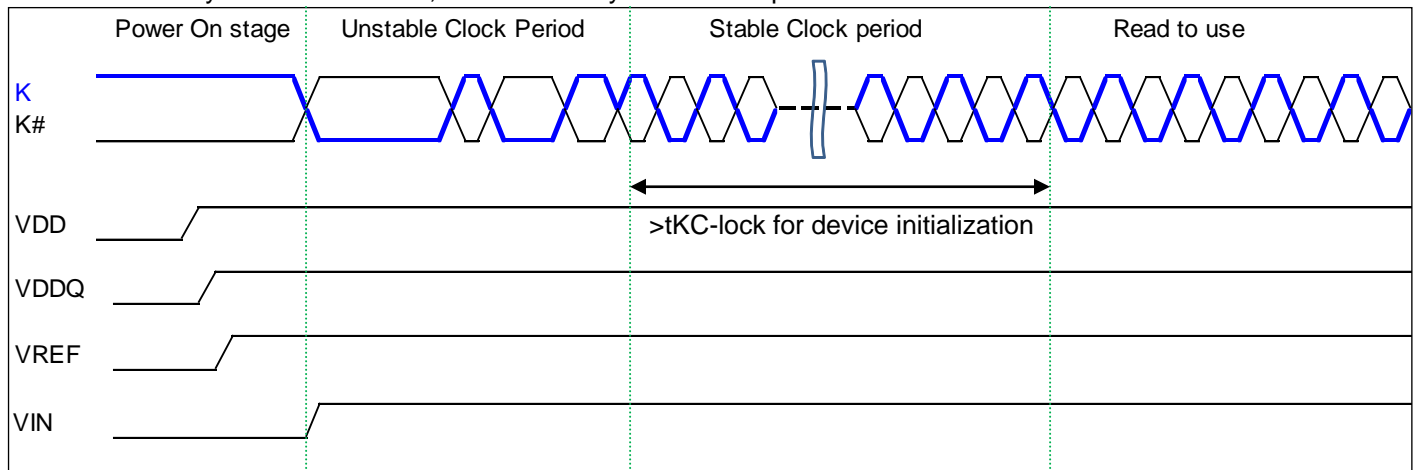 Power On stage Unstable Clock Period Stable Clock period Read to use
K
K#
VDD
>tKC-lock for device initialization
VDDQ
VREF
VIN